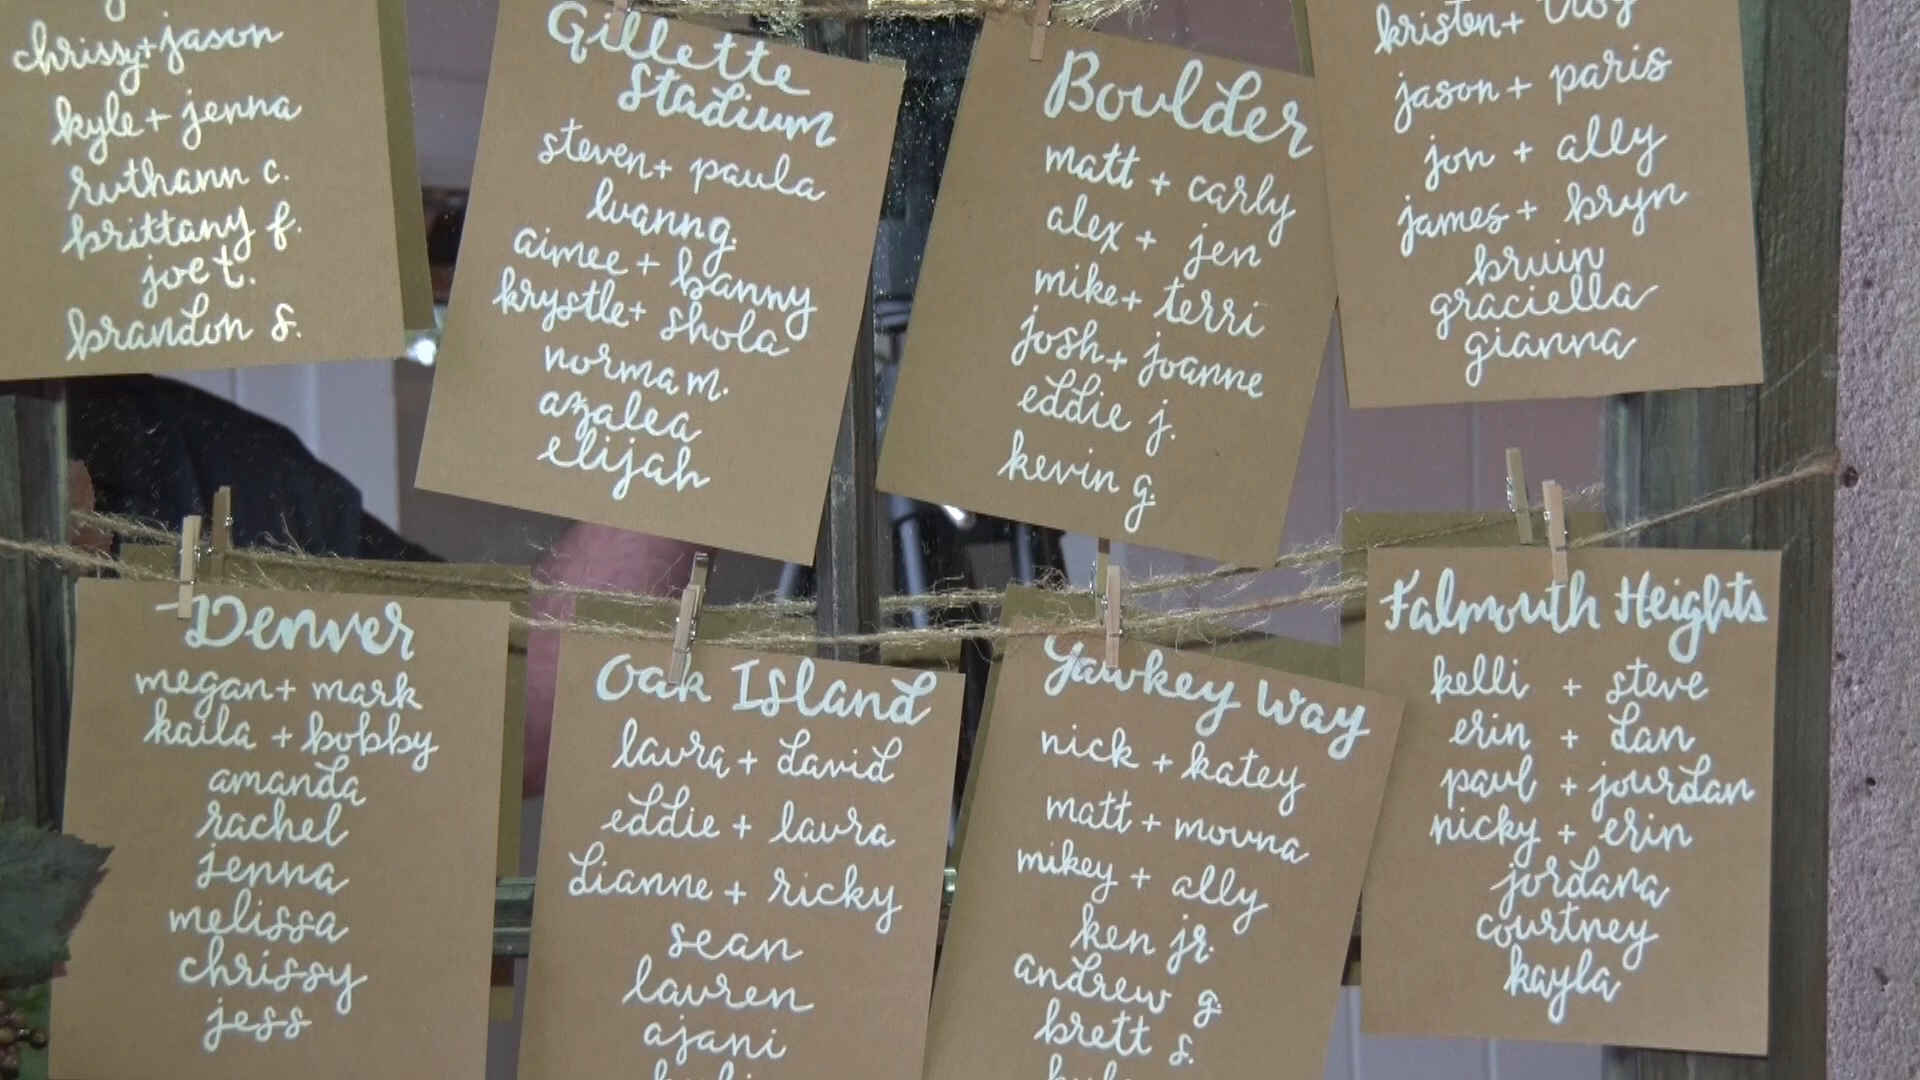 chrissy + jason
kyle + jenna
ruthann c.
brittany f.
joe t.
brandon s.
Gillette
Stadium
steven + paula
luann g.
aimee + banny
krystle + shola
norma m.
azalea
elijah
Boulder
matt + carly
alex + jen
mike + terri
josh + joanne
eddie j.
kevin g.
kristen + troy
jason + paris
jon + ally
james + bryn
bruin
graciella
gianna
Denver
megan + mark
kaila + bobby
amanda
rachel
jenna
melissa
chrissy
jess
Oak Island
laura + david
eddie + laura
dianne + ricky
sean
lauren
ajani
Yawkey Way
nick + katey
matt + mouna
mikey + ally
ken jr.
andrew g.
brett s.
Falmouth Heights
kelli + steve
erin + dan
paul + jourdan
nicky + erin
jordana
courtney
kayla